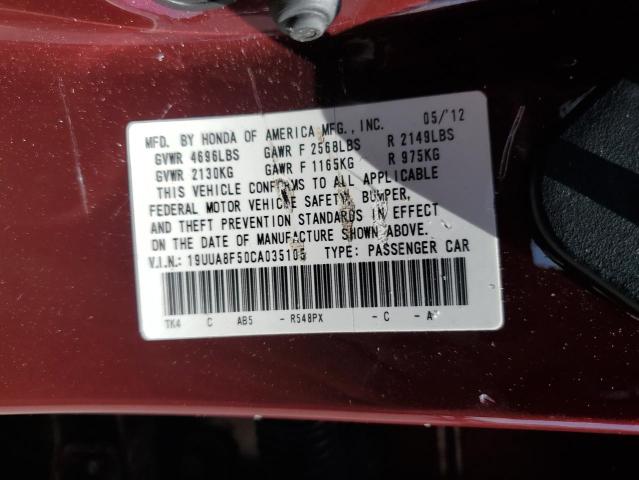 MFD. BY HONDA OF AMERICA MFG., INC. 05/'12
GVWR 4696LBS GAWR F 2568LBS R 2149LBS
GVWR 2130KG GAWR F 1165KG R 975KG
THIS VEHICLE CONFORMS TO ALL APPLICABLE
FEDERAL MOTOR VEHICLE SAFETY, BUMPER,
AND THEFT PREVENTION STANDARDS IN EFFECT
ON THE DATE OF MANUFACTURE SHOWN ABOVE.
V.I.N.: 19UUA8F50CA035105 TYPE: PASSENGER CAR
TK4 C AB5 - R548PX - C - A